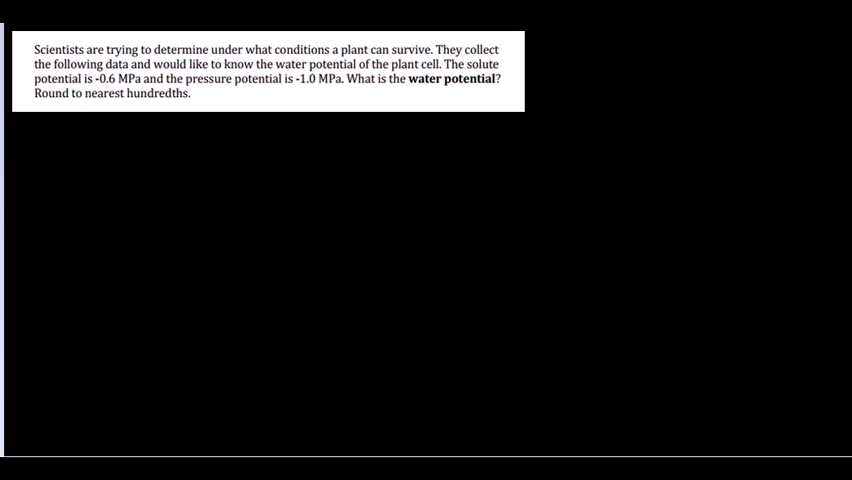 Scientists are trying to determine under what conditions a plant can survive. They collect
the following data and would like to know the water potential of the plant cell. The solute
potential is -0.6 MPa and the pressure potential is -1.0 MPa. What is the water potential?
Round to nearest hundredths.